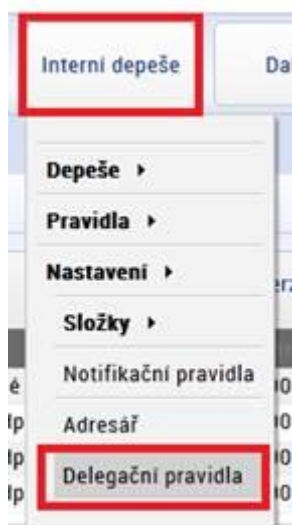 Interní depeše
Depeše
Pravidla
Nastavení
Složky
Notifikační pravidla
Adresář
Delegační pravidla